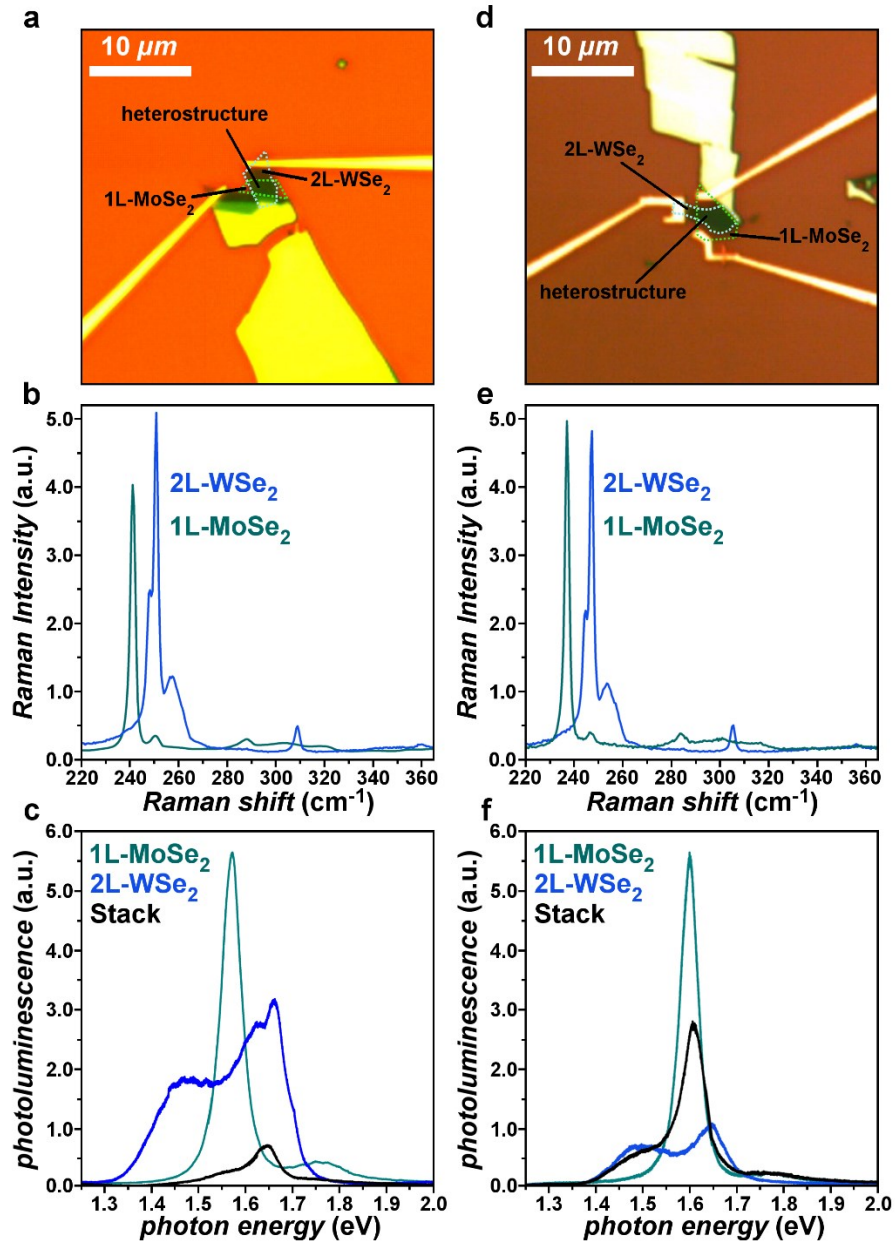 a
10 μm
heterostructure
1L-MoSe2
2L-WSe2
d
10 μm
2L-WSe2
1L-MoSe2
heterostructure
b
5.0
4.0
3.0
2.0
1.0
0.0
Raman Intensity (a.u.)
2L-WSe2
1L-MoSe2
220 240 260 280 300 320 340 360
Raman shift (cm-1)
e
5.0
4.0
3.0
2.0
1.0
0.0
Raman Intensity (a.u.)
2L-WSe2
1L-MoSe2
220 240 260 280 300 320 340 360
Raman shift (cm-1)
c
6.0
5.0
4.0
3.0
2.0
1.0
0.0
photoluminescence (a.u.)
1L-MoSe2
2L-WSe2
Stack
1.3 1.4 1.5 1.6 1.7 1.8 1.9 2.0
photon energy (eV)
f
6.0
5.0
4.0
3.0
2.0
1.0
0.0
photoluminescence (a.u.)
1L-MoSe2
2L-WSe2
Stack
1.3 1.4 1.5 1.6 1.7 1.8 1.9 2.0
photon energy (eV)